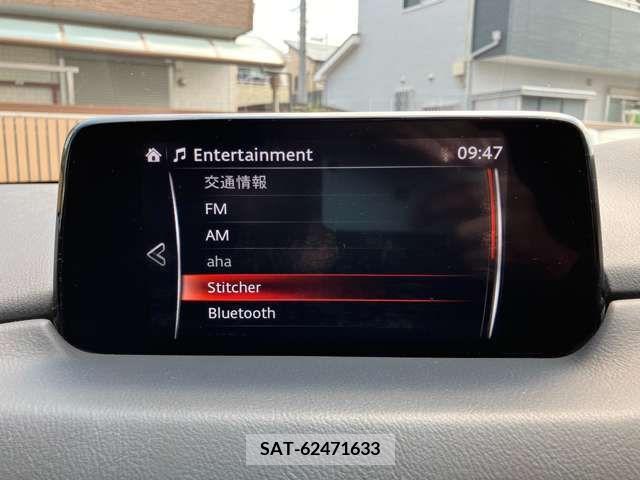 Entertainment 09:47
交通情報
FM
AM
aha
Stitcher
Bluetooth
SAT-62471633